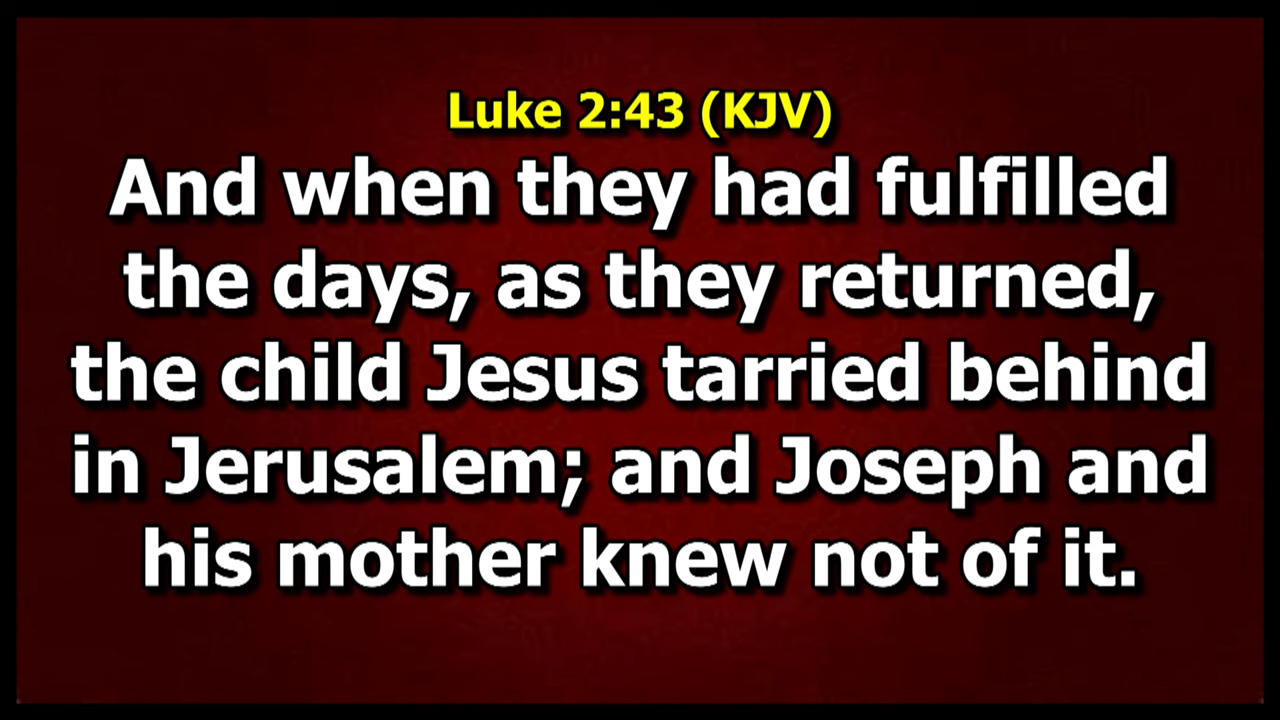 Luke 2:43 (KJV)
And when they had fulfilled
the days, as they returned,
the child Jesus tarried behind
in Jerusalem; and Joseph and
his mother knew not of it.